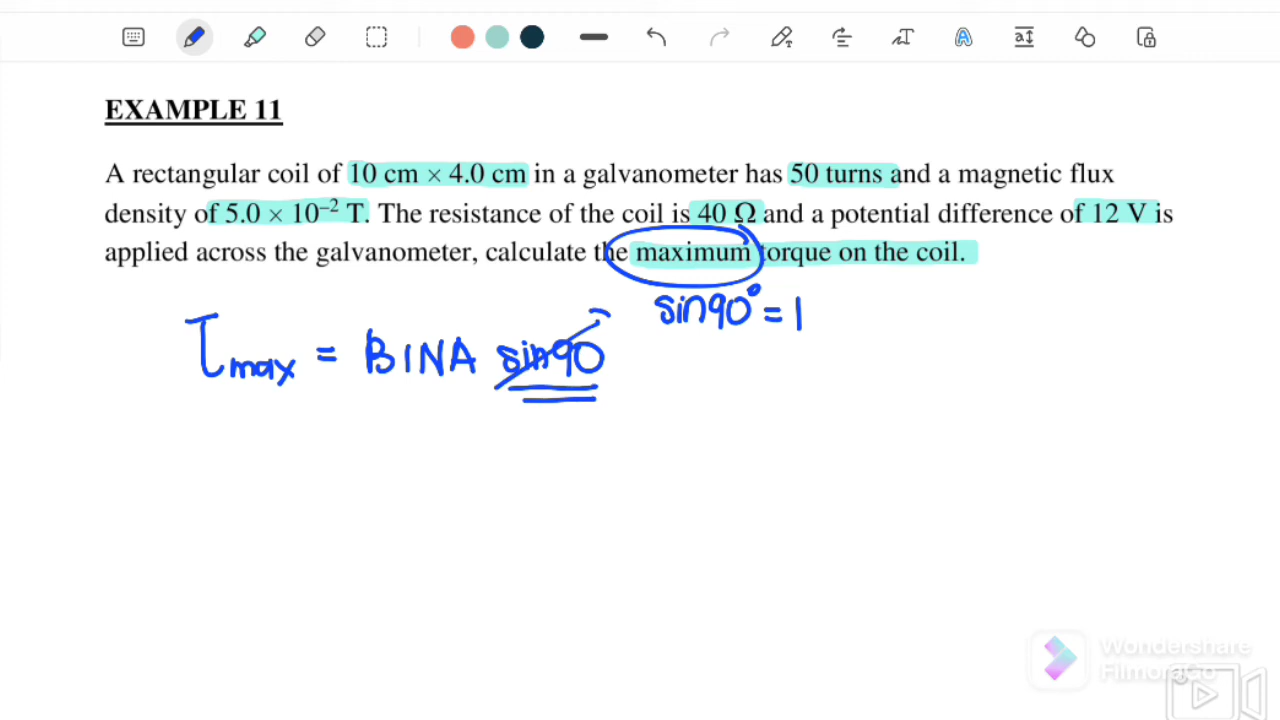 EXAMPLE 11
A rectangular coil of 10 cm × 4.0 cm in a galvanometer has 50 turns and a magnetic flux
density of 5.0 × 10⁻² T. The resistance of the coil is 40 Ω and a potential difference of 12 V is
applied across the galvanometer, calculate the maximum torque on the coil.
sin90° = 1
τmax = BINA sin90
Wondershare
FilmoraGo